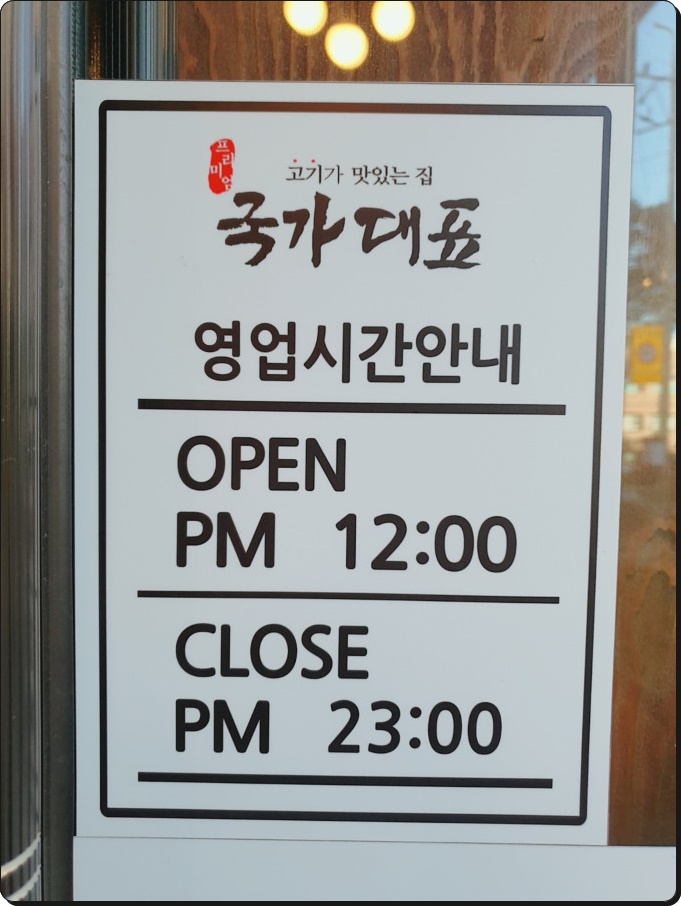 프리미엄
고기가 맛있는 집
국가대표
영업시간안내
OPEN
PM 12:00
CLOSE
PM 23:00